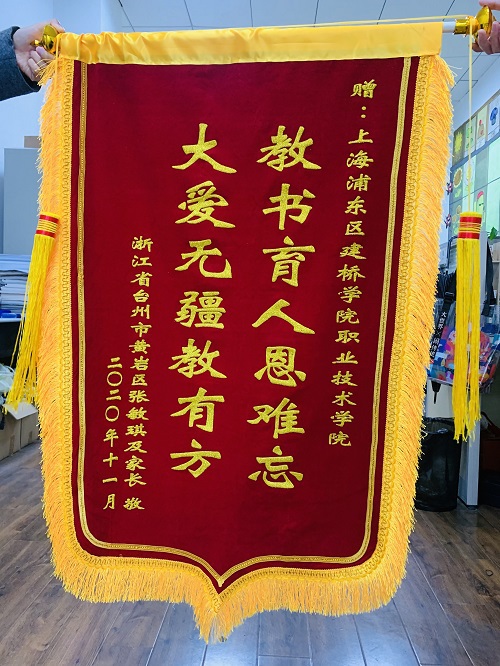 赠：上海浦东区建桥学院职业技术学院
教书育人恩难忘
大爱无疆教有方
浙江省台州市黄岩区张敏琪及家长 敬
二〇二〇年十一月